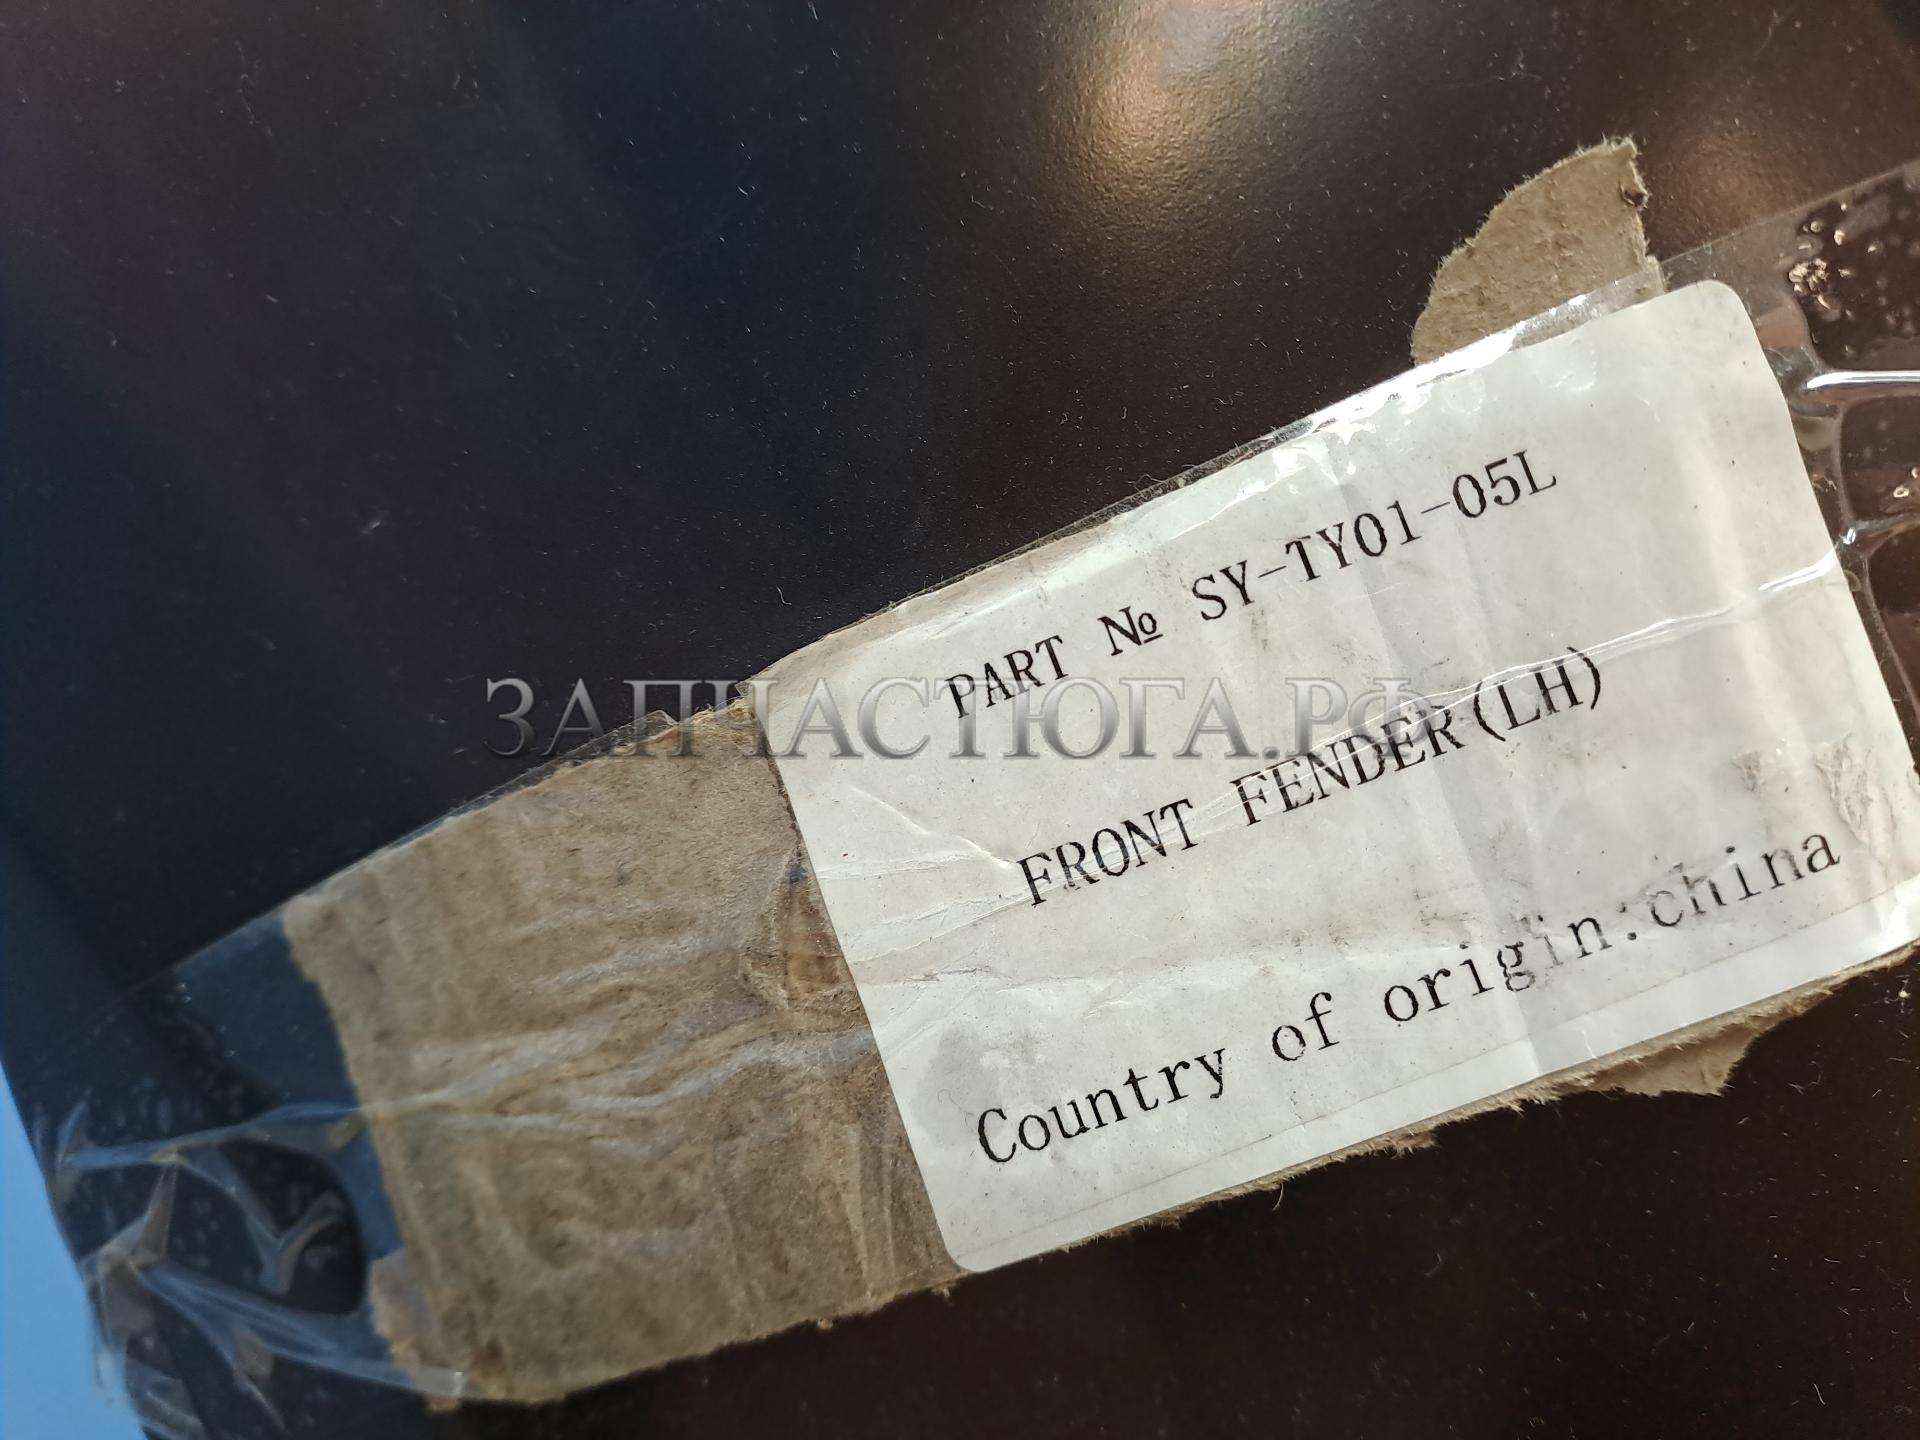 PART № SY-TY01-05L
ЗАПЧАСТЮГА.РФ
FRONT FENDER(LH)
Country of origin:china